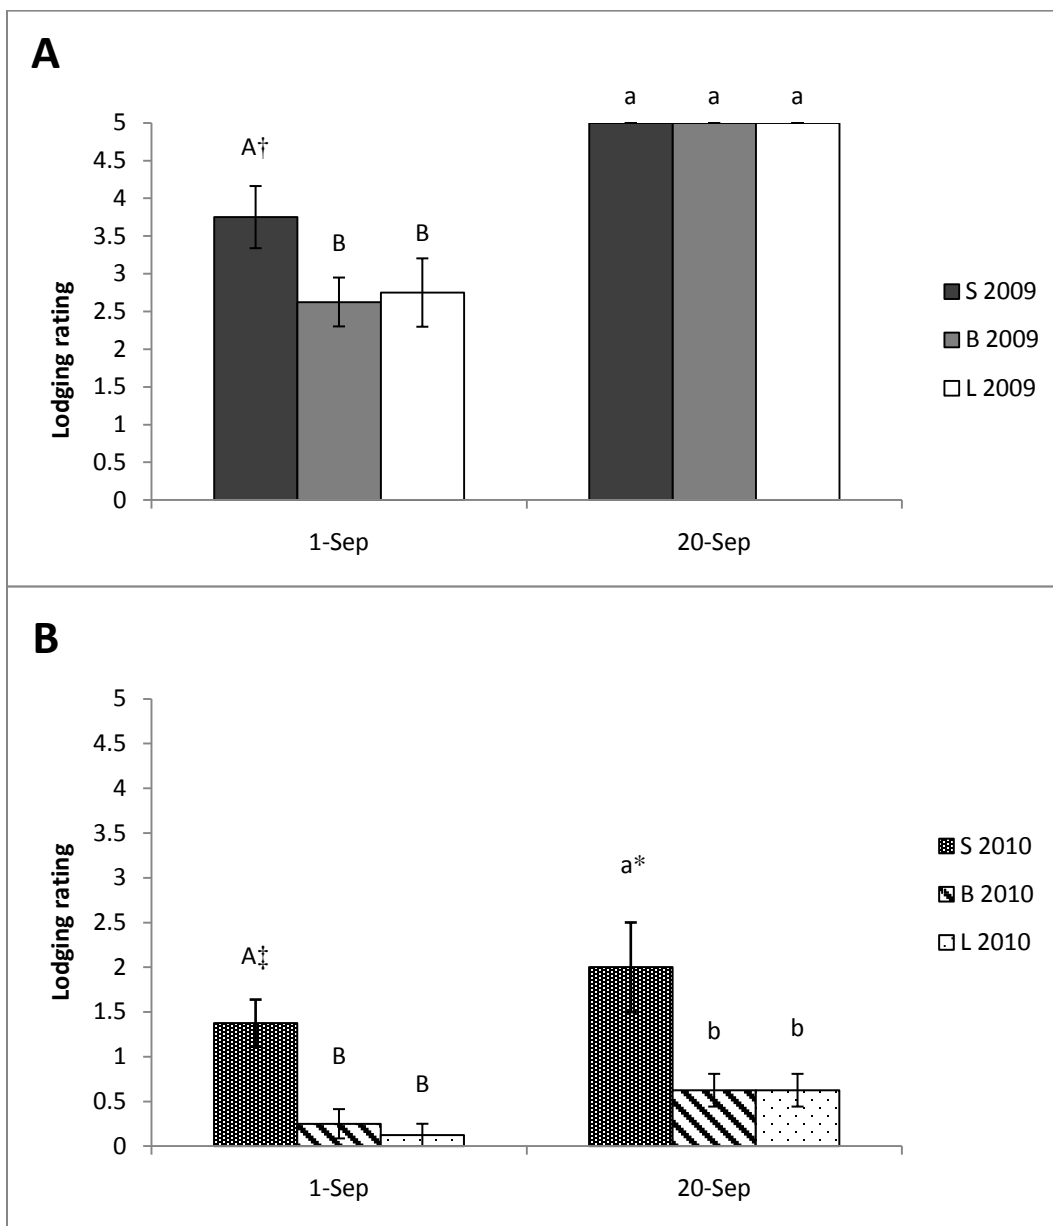 A
a a a
5
4.5
4
3.5
3
2.5
2
1.5
1
0.5
0
Lodging rating
A†
B
B
S 2009
B 2009
L 2009
1-Sep 20-Sep
B
5
4.5
4
3.5
3
2.5
2
1.5
1
0.5
0
Lodging rating
A‡
B
B
a*
b
b
S 2010
B 2010
L 2010
1-Sep 20-Sep